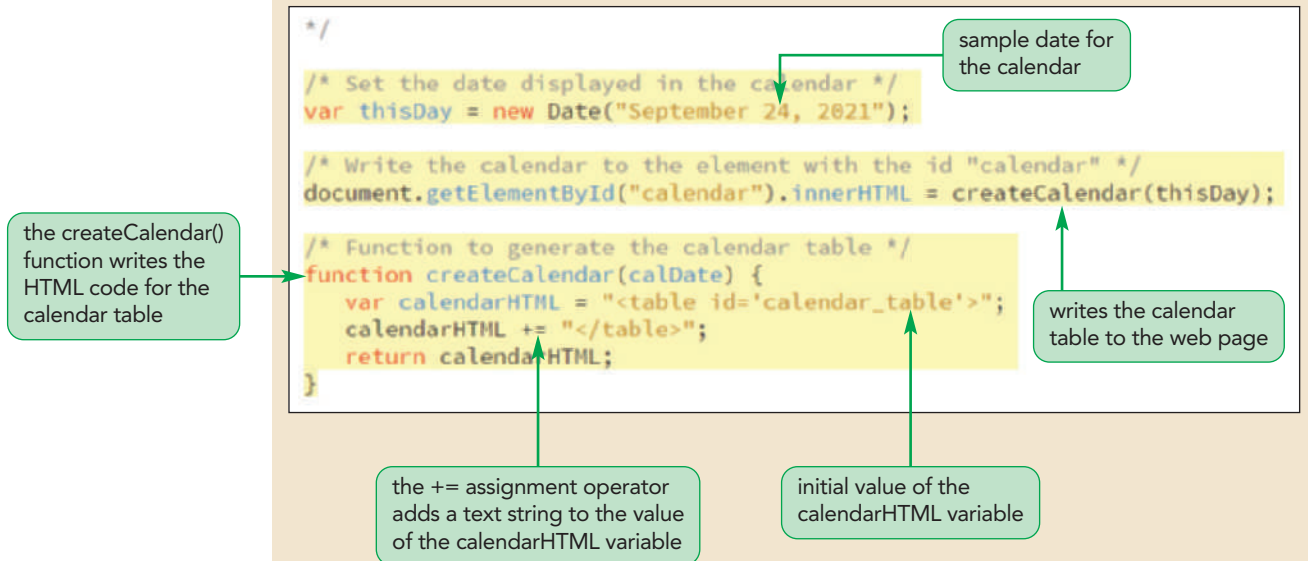 */
/* Set the date displayed in the calendar */
var thisDay = new Date("September 24, 2021");
/* Write the calendar to the element with the id "calendar" */
document.getElementById("calendar").innerHTML = createCalendar(thisDay);
/* Function to generate the calendar table */
function createCalendar(calDate) {
var calendarHTML = "<table id='calendar_table'>";
calendarHTML += "</table>";
return calendarHTML;
}
sample date for
the calendar
the createCalendar()
function writes the
HTML code for the
calendar table
writes the calendar
table to the web page
the += assignment operator
adds a text string to the value
of the calendarHTML variable
initial value of the
calendarHTML variable